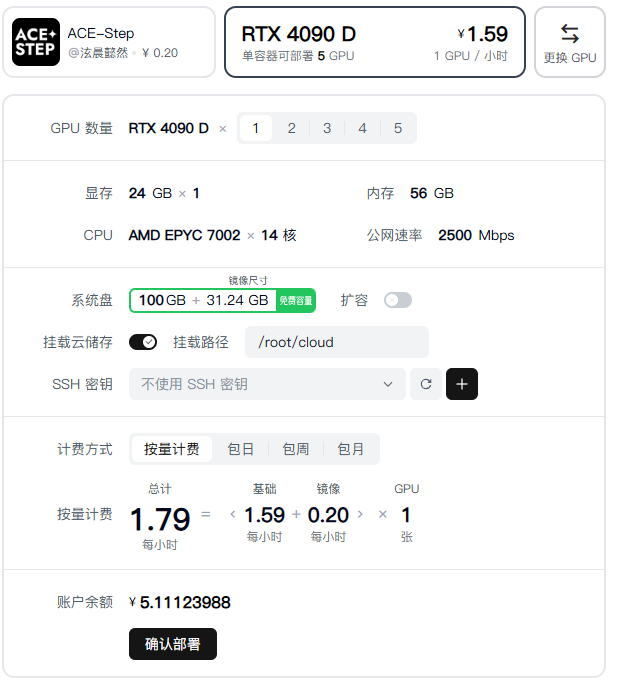 ACE STEP
ACE-Step
@泫晨懿然 · ¥ 0.20
RTX 4090 D
¥1.59
单容器可部署 5 GPU
1 GPU / 小时
更换 GPU
GPU 数量 RTX 4090 D × 1 2 3 4 5
显存 24 GB × 1 内存 56 GB
CPU AMD EPYC 7002 × 14 核 公网速率 2500 Mbps
镜像尺寸
系统盘 100GB + 31.24 GB 免费容量 扩容
挂载云储存 挂载路径 /root/cloud
SSH 密钥 不使用 SSH 密钥 +
计费方式 按量计费 包日 包周 包月
总计 基础 镜像 GPU
按量计费 1.79 = ‹ 1.59 + 0.20 › × 1
每小时 每小时 每小时 张
账户余额 ¥ 5.11123988
确认部署